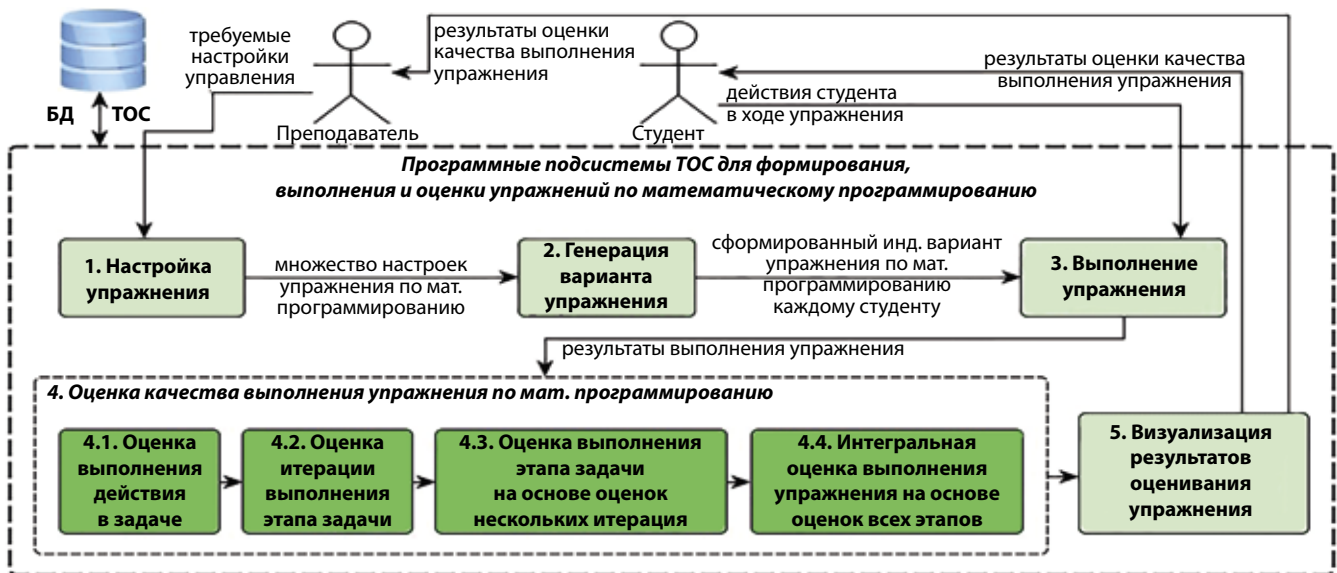 требуемые
настройки
управления
результаты оценки
качества выполнения
упражнения
результаты оценки качества
выполнения упражнения
действия студента
в ходе упражнения
БД
ТОС
Преподаватель
Студент
Программные подсистемы ТОС для формирования,
выполнения и оценки упражнений по математическому программированию
1. Настройка
упражнения
множество настроек
упражнения по мат.
программированию
2. Генерация
варианта
упражнения
сформированный инд. вариант
упражнения по мат.
программированию
каждому студенту
3. Выполнение
упражнения
результаты выполнения упражнения
4. Оценка качества выполнения упражнения по мат. программированию
4.1. Оценка
выполнения
действия
в задаче
4.2. Оценка
итерации
выполнения
этапа задачи
4.3. Оценка выполнения
этапа задачи
на основе оценок
нескольких итерация
4.4. Интегральная
оценка выполнения
упражнения на основе
оценок всех этапов
5. Визуализация
результатов
оценивания
упражнения